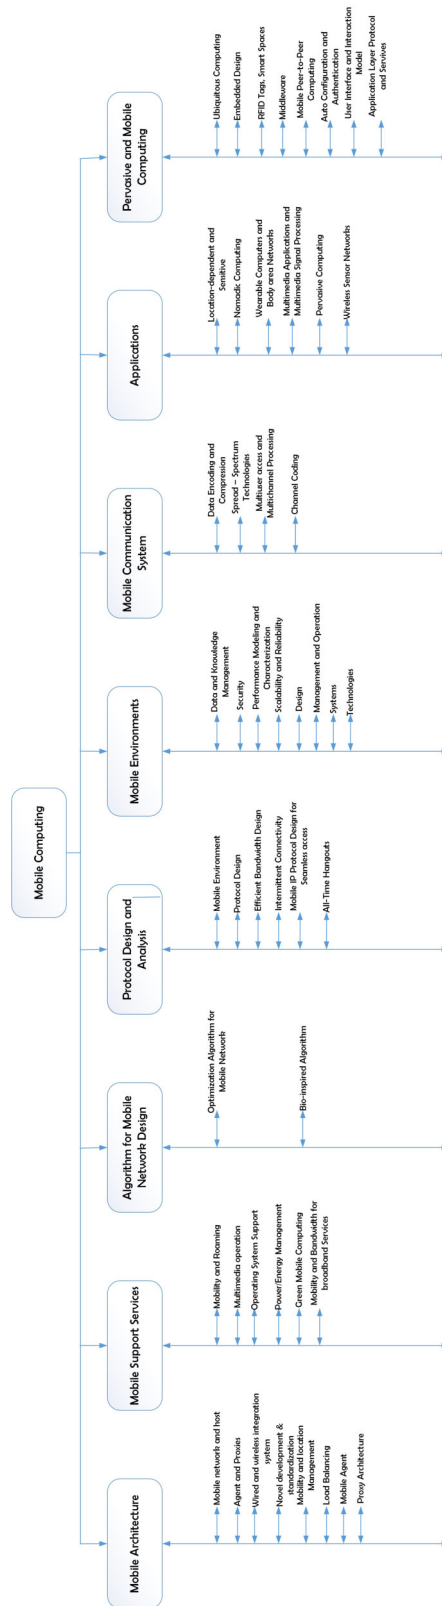 Mobile Computing
Mobile Architecture
Mobile network and host
Agent and Proxies
Wired and wireless integration
system
Novel development &
standardization
Mobility and location
Management
Load Balancing
Mobile Agent
Proxy Architecture
Mobile Support Services
Mobility and Roaming
Multimedia operation
Operating System Support
Power/Energy Management
Green Mobile Computing
Mobility and Bandwidth for
broadband Services
Algorithm for Mobile
Network Design
Optimization Algorithm for
Mobile Network
Bio-inspired Algorithm
Protocol Design and
Analysis
Mobile Environment
Protocol Design
Efficient Bandwidth Design
Intermittent Connectivity
Mobile IP Protocol Design for
Seamless access
All-Time Hangouts
Mobile Environments
Data and Knowledge
Management
Security
Performance Modeling and
Characterization
Scalability and Reliability
Design
Management and Operation
Systems
Technologies
Mobile Communication
System
Data Encoding and
Compression
Spread – Spectrum
Technologies
Multiuser access and
Multichannel Processing
Channel Coding
Applications
Location-dependent and
Sensitive
Nomadic Computing
Wearable Computers and
Body area Networks
Multimedia Applications and
Multimedia Signal Processing
Pervasive Computing
Wireless Sensor Networks
Pervasive and Mobile
Computing
Ubiquitous Computing
Embedded Design
RFID Tags, Smart Spaces
Middleware
Mobile Peer-to-Peer
Computing
Auto Configuration and
Authentication
User Interface and Interaction
Model
Application Layer Protocol
and Servives